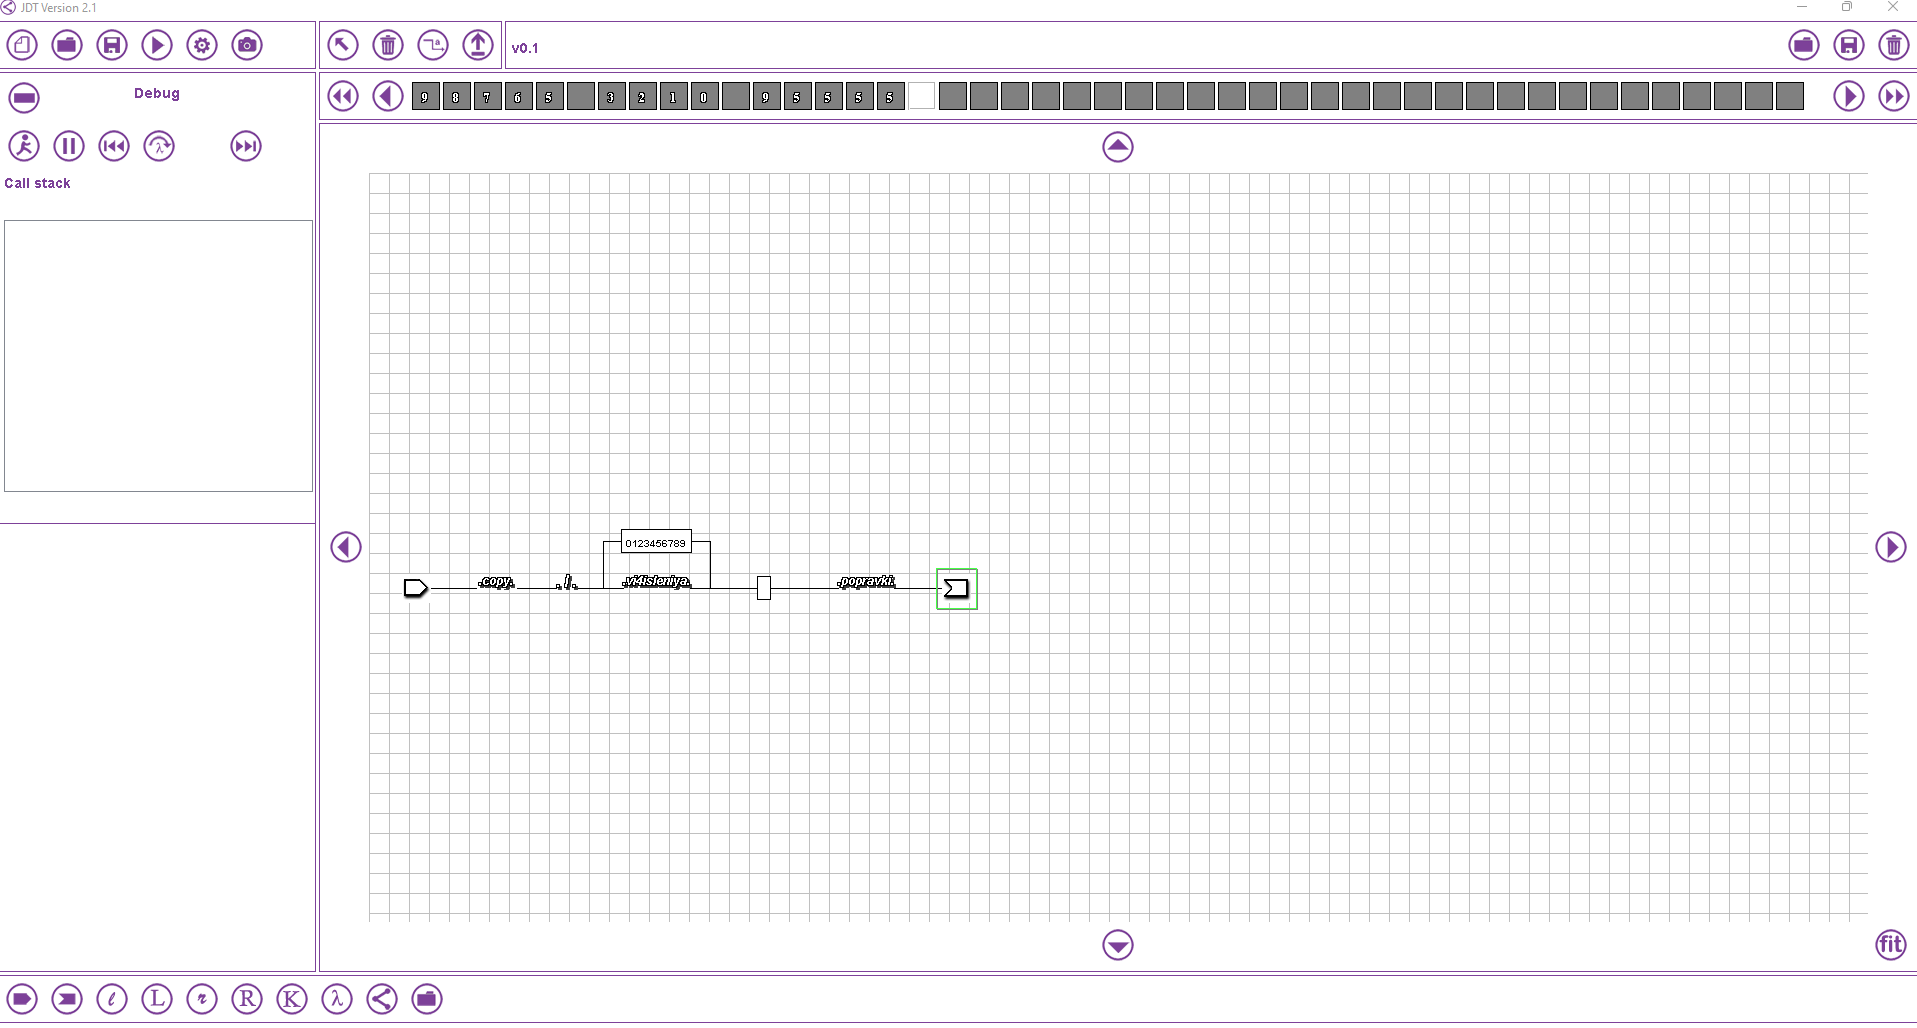 JDT Version 2.1
v0.1
Debug
9 8 7 6 5 3 2 1 0 9 5 5 5 5
Call stack
0123456789
.copy. .l. .vi4isleniya. .popravki.
fit
l L r R K λ